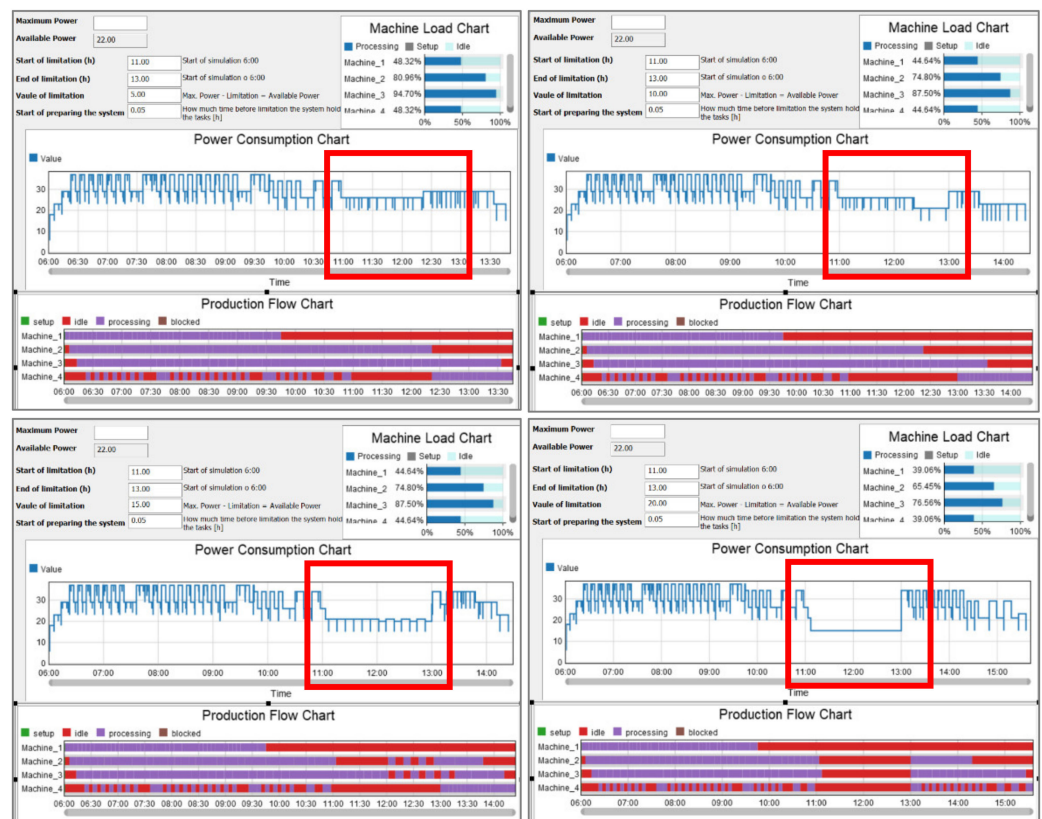 Maximum Power
Available Power 22.00
Start of limitation (h) 11.00 Start of simulation 6:00
End of limitation (h) 13.00 Start of simulation o 6:00
Vaule of limitation 5.00 Max. Power - Limitation = Available Power
Start of preparing the system 0.05 How much time before limitation the system hold
the tasks [h]
Machine Load Chart
Processing Setup Idle
Machine_1 48.32%
Machine_2 80.96%
Machine_3 94.70%
Machine_4 48.32%
0% 50% 100%
Power Consumption Chart
Value
30
20
10
0
06:00 06:30 07:00 07:30 08:00 08:30 09:00 09:30 10:00 10:30 11:00 11:30 12:00 12:30 13:00 13:30
Time
Production Flow Chart
setup idle processing blocked
Machine_1
Machine_2
Machine_3
Machine_4
06:00 06:30 07:00 07:30 08:00 08:30 09:00 09:30 10:00 10:30 11:00 11:30 12:00 12:30 13:00 13:30
Maximum Power
Available Power 22.00
Start of limitation (h) 11.00 Start of simulation 6:00
End of limitation (h) 13.00 Start of simulation o 6:00
Vaule of limitation 10.00 Max. Power - Limitation = Available Power
Start of preparing the system 0.05 How much time before limitation the system hold
the tasks [h]
Machine Load Chart
Processing Setup Idle
Machine_1 44.64%
Machine_2 74.80%
Machine_3 87.50%
Machine_4 44.64%
0% 50% 100%
Power Consumption Chart
Value
30
20
10
0
06:00 07:00 08:00 09:00 10:00 11:00 12:00 13:00 14:00
Time
Production Flow Chart
setup idle processing blocked
Machine_1
Machine_2
Machine_3
Machine_4
06:00 06:30 07:00 07:30 08:00 08:30 09:00 09:30 10:00 10:30 11:00 11:30 12:00 12:30 13:00 13:30 14:00
Maximum Power
Available Power 22.00
Start of limitation (h) 11.00 Start of simulation 6:00
End of limitation (h) 13.00 Start of simulation o 6:00
Vaule of limitation 15.00 Max. Power - Limitation = Available Power
Start of preparing the system 0.05 How much time before limitation the system hold
the tasks [h]
Machine Load Chart
Processing Setup Idle
Machine_1 44.64%
Machine_2 74.80%
Machine_3 87.50%
Machine_4 44.64%
0% 50% 100%
Power Consumption Chart
Value
30
20
10
0
06:00 07:00 08:00 09:00 10:00 11:00 12:00 13:00 14:00
Time
Production Flow Chart
setup idle processing blocked
Machine_1
Machine_2
Machine_3
Machine_4
06:00 06:30 07:00 07:30 08:00 08:30 09:00 09:30 10:00 10:30 11:00 11:30 12:00 12:30 13:00 13:30 14:00
Maximum Power
Available Power 22.00
Start of limitation (h) 11.00 Start of simulation 6:00
End of limitation (h) 13.00 Start of simulation o 6:00
Vaule of limitation 20.00 Max. Power - Limitation = Available Power
Start of preparing the system 0.05 How much time before limitation the system hold
the tasks [h]
Machine Load Chart
Processing Setup Idle
Machine_1 39.06%
Machine_2 65.45%
Machine_3 76.56%
Machine_4 39.06%
0% 50% 100%
Power Consumption Chart
Value
30
20
10
0
06:00 07:00 08:00 09:00 10:00 11:00 12:00 13:00 14:00 15:00
Time
Production Flow Chart
setup idle processing blocked
Machine_1
Machine_2
Machine_3
Machine_4
06:00 07:00 08:00 09:00 10:00 11:00 12:00 13:00 14:00 15:00